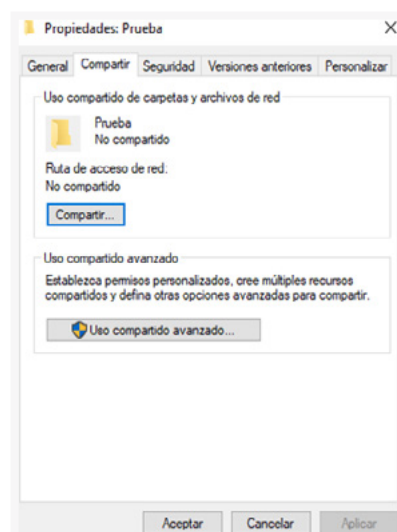 Propiedades: Prueba
General Compartir Seguridad Versiones anteriores Personalizar
Uso compartido de carpetas y archivos de red
Prueba
No compartido
Ruta de acceso de red:
No compartido
Compartir...
Uso compartido avanzado
Establezca permisos personalizados, cree múltiples recursos
compartidos y defina otras opciones avanzadas para compartir.
Uso compartido avanzado...
Aceptar Cancelar Aplicar